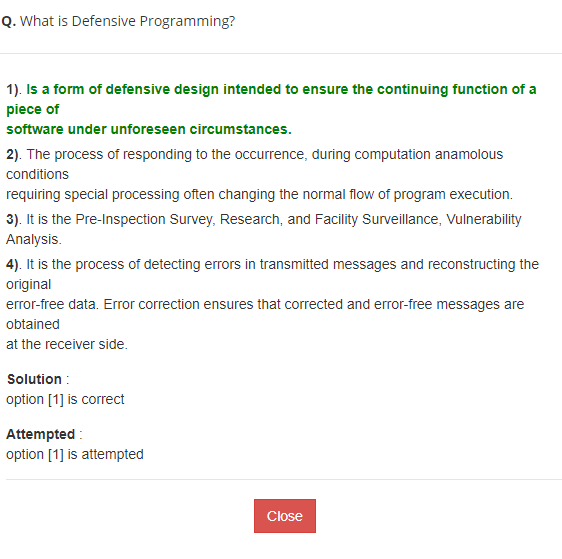 Q. What is Defensive Programming?
1). Is a form of defensive design intended to ensure the continuing function of a
piece of
software under unforeseen circumstances.
2). The process of responding to the occurrence, during computation anamolous
conditions
requiring special processing often changing the normal flow of program execution.
3). It is the Pre-Inspection Survey, Research, and Facility Surveillance, Vulnerability
Analysis.
4). It is the process of detecting errors in transmitted messages and reconstructing the
original
error-free data. Error correction ensures that corrected and error-free messages are
obtained
at the receiver side.
Solution :
option [1] is correct
Attempted :
option [1] is attempted
Close